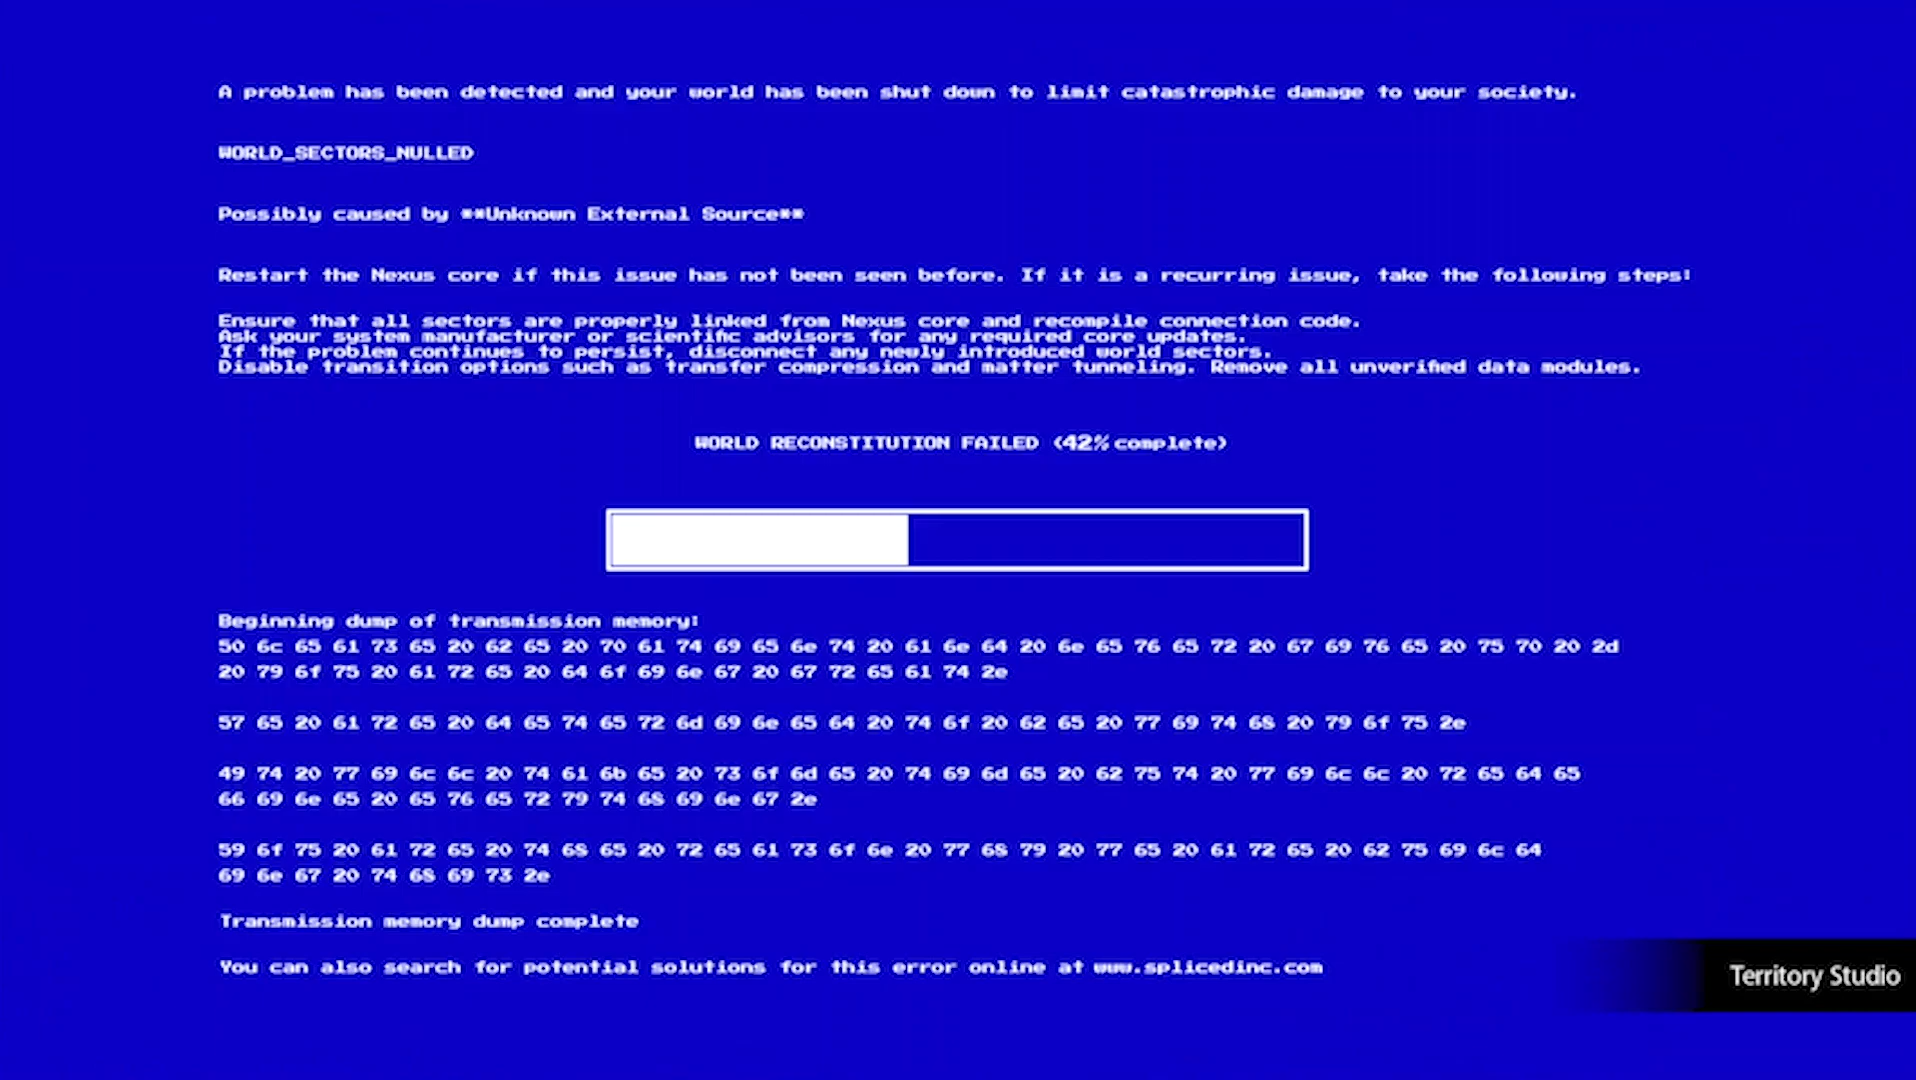 A problem has been detected and your world has been shut down to limit catastrophic damage to your society.
WORLD_SECTORS_NULLED
Possibly caused by **Unknown External Source**
Restart the Nexus core if this issue has not been seen before. If it is a recurring issue, take the following steps:
Ensure that all sectors are properly linked from Nexus core and recompile connection code.
Ask your system manufacturer or scientific advisors for any required core updates.
If the problem continues to persist, disconnect any newly introduced world sectors.
Disable transition options such as transfer compression and matter tunneling. Remove all unverified data modules.
WORLD RECONSTITUTION FAILED (42% complete)
Beginning dump of transmission memory:
50 6c 65 61 73 65 20 62 65 20 70 61 74 69 65 6e 74 20 61 6e 64 20 6e 65 76 65 72 20 67 69 76 65 20 75 70 20 2d
20 79 6f 75 20 61 72 65 20 64 6f 69 6e 67 20 67 72 65 61 74 2e
57 65 20 61 72 65 20 64 65 74 65 72 6d 69 6e 65 64 20 74 6f 20 62 65 20 77 69 74 68 20 79 6f 75 2e
49 74 20 77 69 6c 6c 20 74 61 6b 65 20 73 6f 6d 65 20 74 69 6d 65 20 62 75 74 20 77 69 6c 6c 20 72 65 64 65
66 69 6e 65 20 65 76 65 72 79 74 68 69 6e 67 2e
59 6f 75 20 61 72 65 20 74 68 65 20 72 65 61 73 6f 6e 20 77 68 79 20 77 65 20 61 72 65 20 62 75 69 6c 64
69 6e 67 20 74 68 69 73 2e
Transmission memory dump complete
You can also search for potential solutions for this error online at www.splicedinc.com
Territory Studio